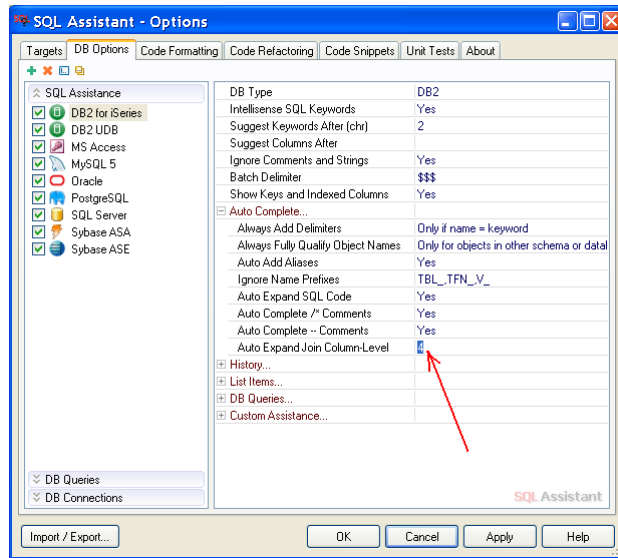 SQL Assistant - Options
Targets DB Options Code Formatting Code Refactoring Code Snippets Unit Tests About
SQL Assistance
DB2 for iSeries
DB2 UDB
MS Access
MySQL 5
Oracle
PostgreSQL
SQL Server
Sybase ASA
Sybase ASE
DB Queries
DB Connections
DB Type DB2
Intellisense SQL Keywords Yes
Suggest Keywords After (chr) 2
Suggest Columns After
Ignore Comments and Strings Yes
Batch Delimiter $$$
Show Keys and Indexed Columns Yes
Auto Complete...
Always Add Delimiters Only if name = keyword
Always Fully Qualify Object Names Only for objects in other schema or datal
Auto Add Aliases Yes
Ignore Name Prefixes TBL_,TFN_,V_
Auto Expand SQL Code Yes
Auto Complete /* Comments Yes
Auto Complete -- Comments Yes
Auto Expand Join Column-Level 4
History...
List Items...
DB Queries...
Custom Assistance...
SQL Assistant
Import / Export... OK Cancel Apply Help